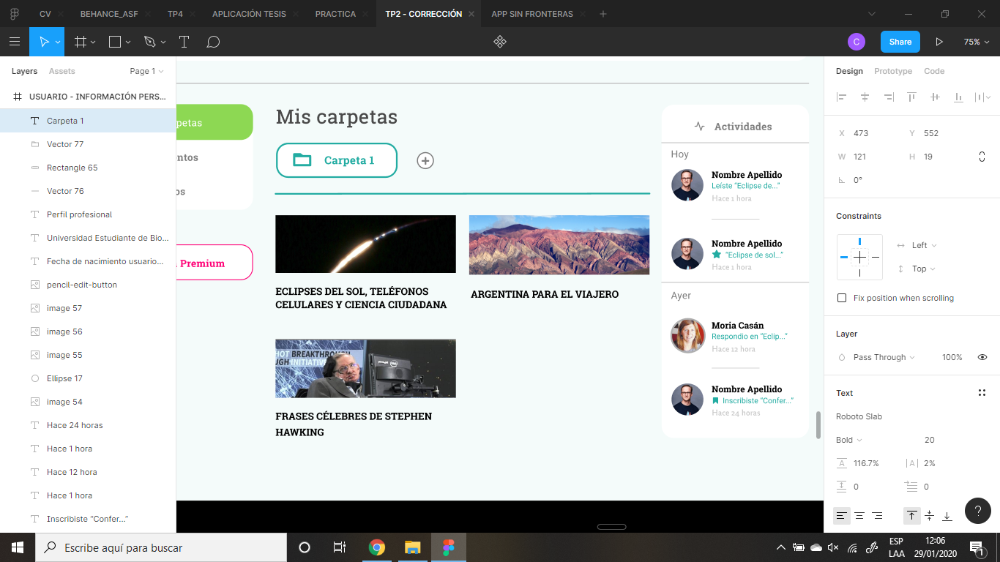 CV
BEHANCE_ASF
TP4
APLICACIÓN TESIS
PRACTICA
TP2 - CORRECCIÓN
APP SIN FRONTERAS
C
Share
75%
Layers
Assets
Page 1
USUARIO - INFORMACIÓN PERS...
Carpeta 1
Vector 77
Rectangle 65
Vector 76
Perfil profesional
Universidad Estudiante de Bio...
Fecha de nacimiento usuario...
pencil-edit-button
image 57
image 56
image 55
Ellipse 17
image 54
Hace 24 horas
Hace 1 hora
Hace 12 hora
Hace 1 hora
Inscribiste “Confer...”
petas
ntos
os
Premium
Mis carpetas
Carpeta 1
ECLIPSES DEL SOL, TELÉFONOS
CELULARES Y CIENCIA CIUDADANA
ARGENTINA PARA EL VIAJERO
HOT BREAKTHROUGH
UGH INITIATIVE
intel
FRASES CÉLEBRES DE STEPHEN
HAWKING
Actividades
Hoy
Nombre Apellido
Leíste “Eclipse de...”
Hace 1 hora
Nombre Apellido
“Eclipse de sol...”
Hace 1 hora
Ayer
Moria Casán
Respondio en “Eclip...”
Hace 12 hora
Nombre Apellido
Inscribiste “Confer...”
Hace 24 horas
Design
Prototype
Code
X 473
Y 552
W 121
H 19
0°
Constraints
Left
Top
Fix position when scrolling
Layer
Pass Through
100%
Text
Roboto Slab
Bold
20
A 116.7%
|A| 2%
0
0
?
Escribe aquí para buscar
ESP
LAA
12:06
29/01/2020
1